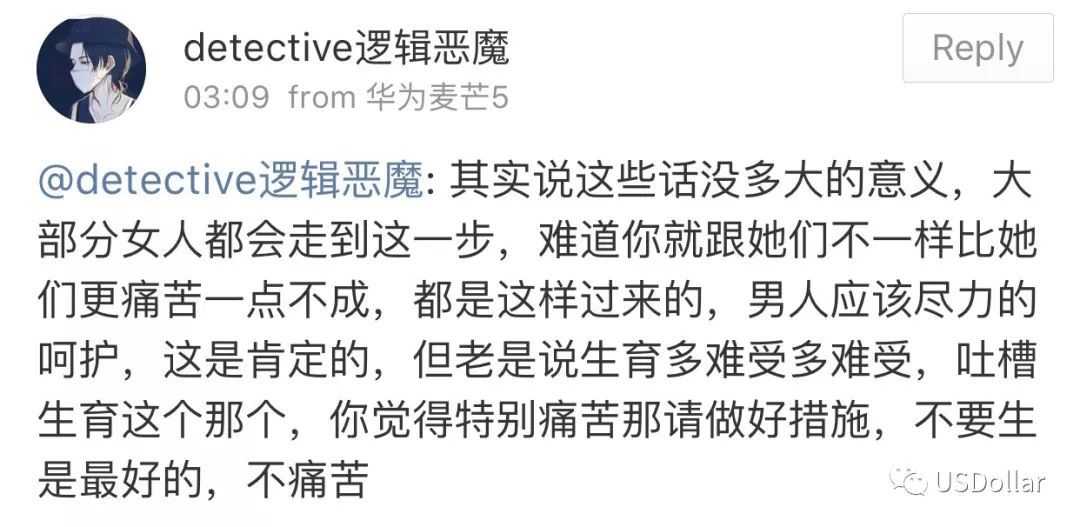 detective逻辑恶魔
Reply
03:09 from 华为麦芒5
@detective逻辑恶魔: 其实说这些话没多大的意义，大
部分女人都会走到这一步，难道你就跟她们不一样比她
们更痛苦一点不成，都是这样过来的，男人应该尽力的
呵护，这是肯定的，但老是说生育多难受多难受，吐槽
生育这个那个，你觉得特别痛苦那请做好措施，不要生
是最好的，不痛苦
USDollar